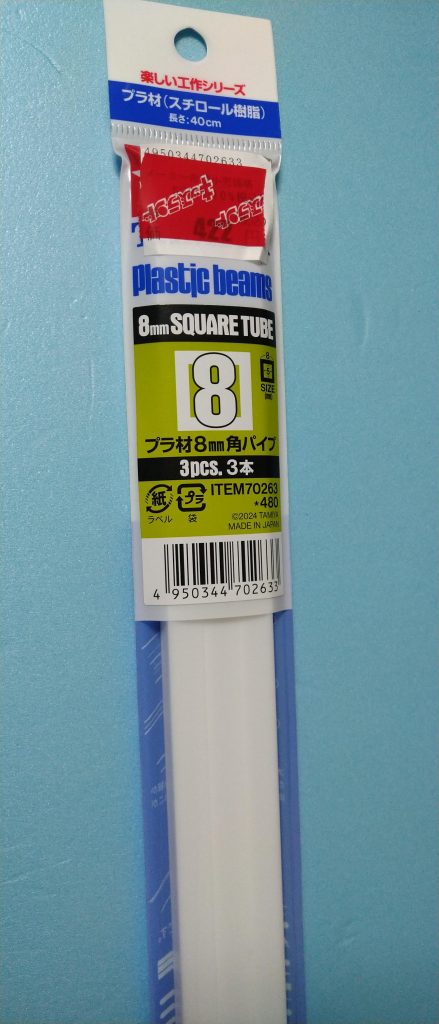 楽しい工作シリーズ
プラ材(スチロール樹脂)
長さ:40cm
4950344702633
plastic beams
8mm SQUARE TUBE
8
8
5
SIZE
(mm)
プラ材8mm角パイプ
3pcs. 3本
紙
プラ
ITEM70263
*480
ラベル
袋
©2024 TAMIYA
MADE IN JAPAN
4 950344 702633